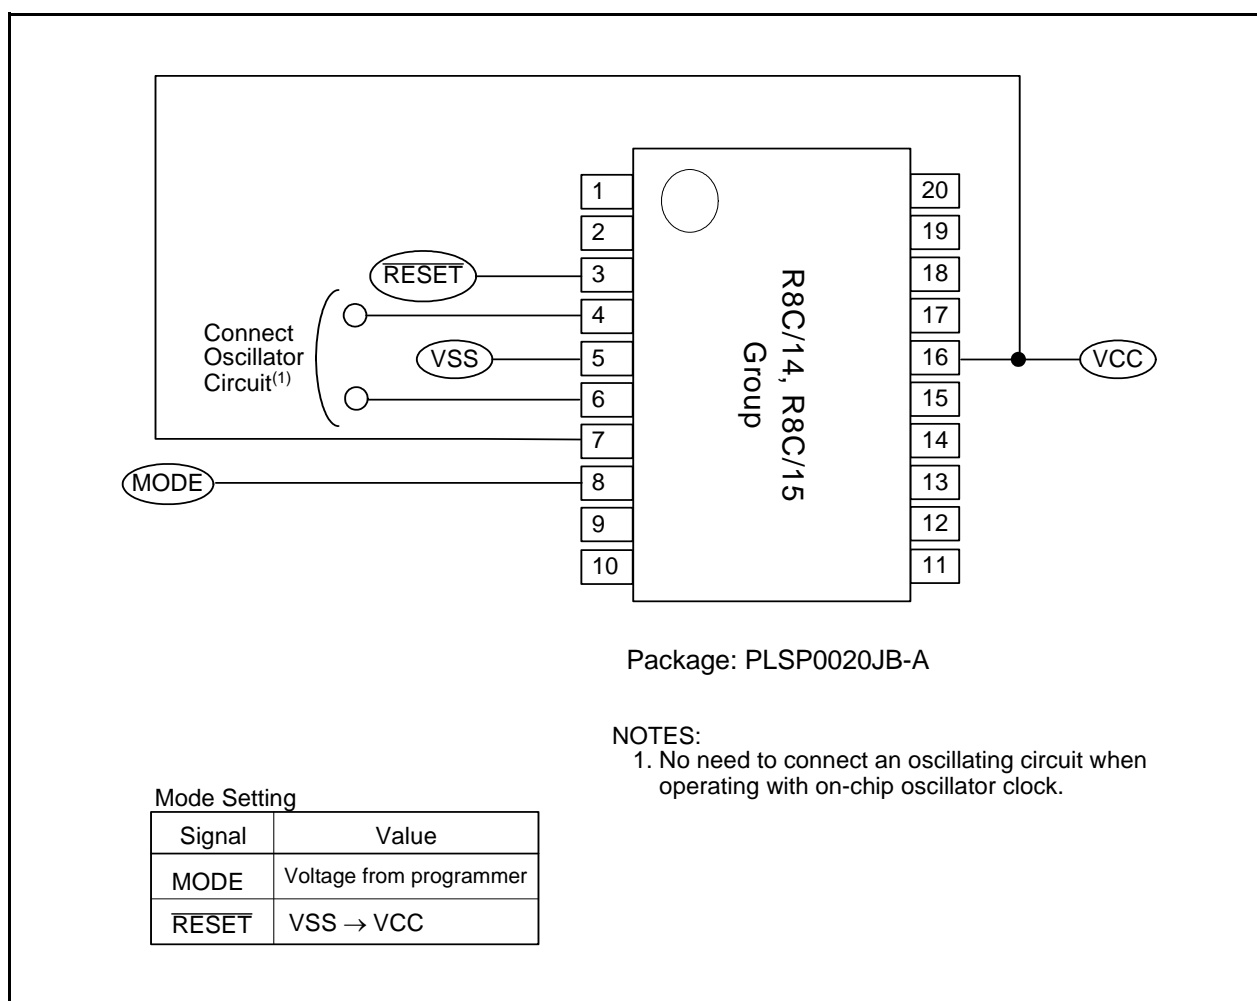 1
2
RESET
3
4
Connect
Oscillator
Circuit(1)
VSS
5
6
7
MODE
8
9
10
R8C/14, R8C/15
Group
20
19
18
17
16
VCC
15
14
13
12
11
Package: PLSP0020JB-A
NOTES:
1. No need to connect an oscillating circuit when
operating with on-chip oscillator clock.
Mode Setting
Signal Value
MODE Voltage from programmer
RESET VSS → VCC